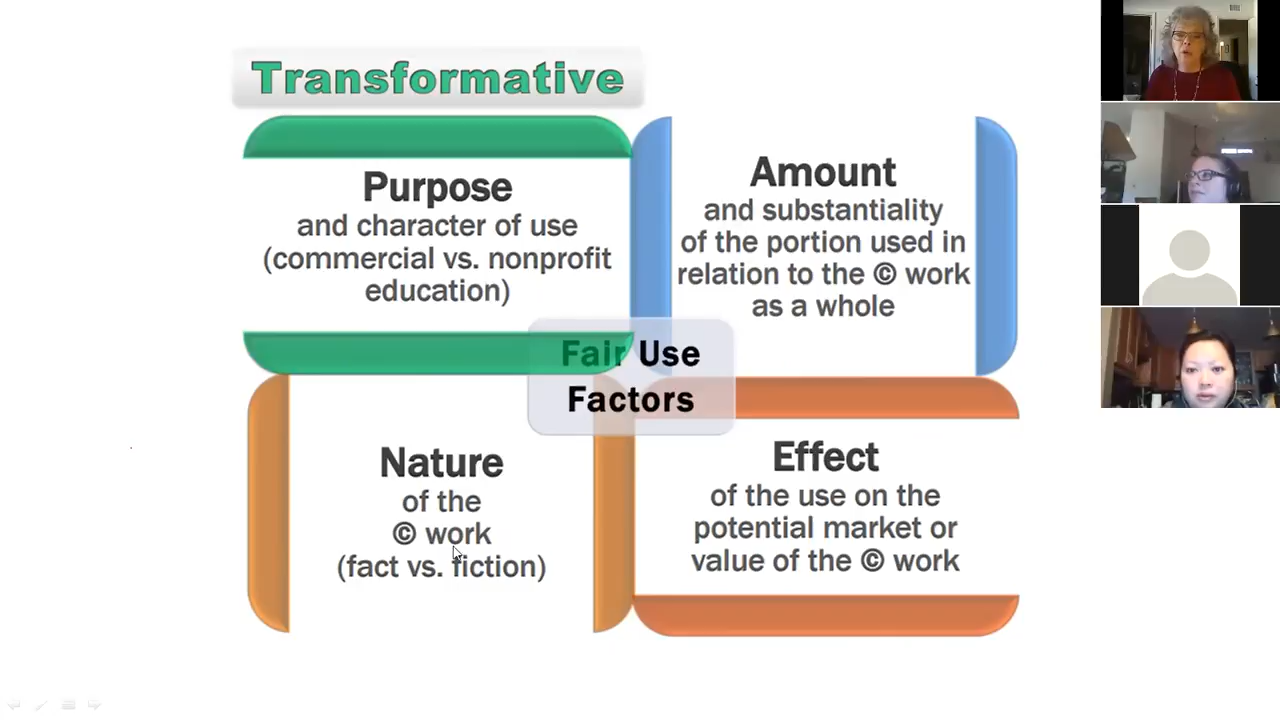 Transformative
Purpose
and character of use
(commercial vs. nonprofit
education)
Amount
and substantiality
of the portion used in
relation to the © work
as a whole
Fair Use
Factors
Nature
of the
© work
(fact vs. fiction)
Effect
of the use on the
potential market or
value of the © work